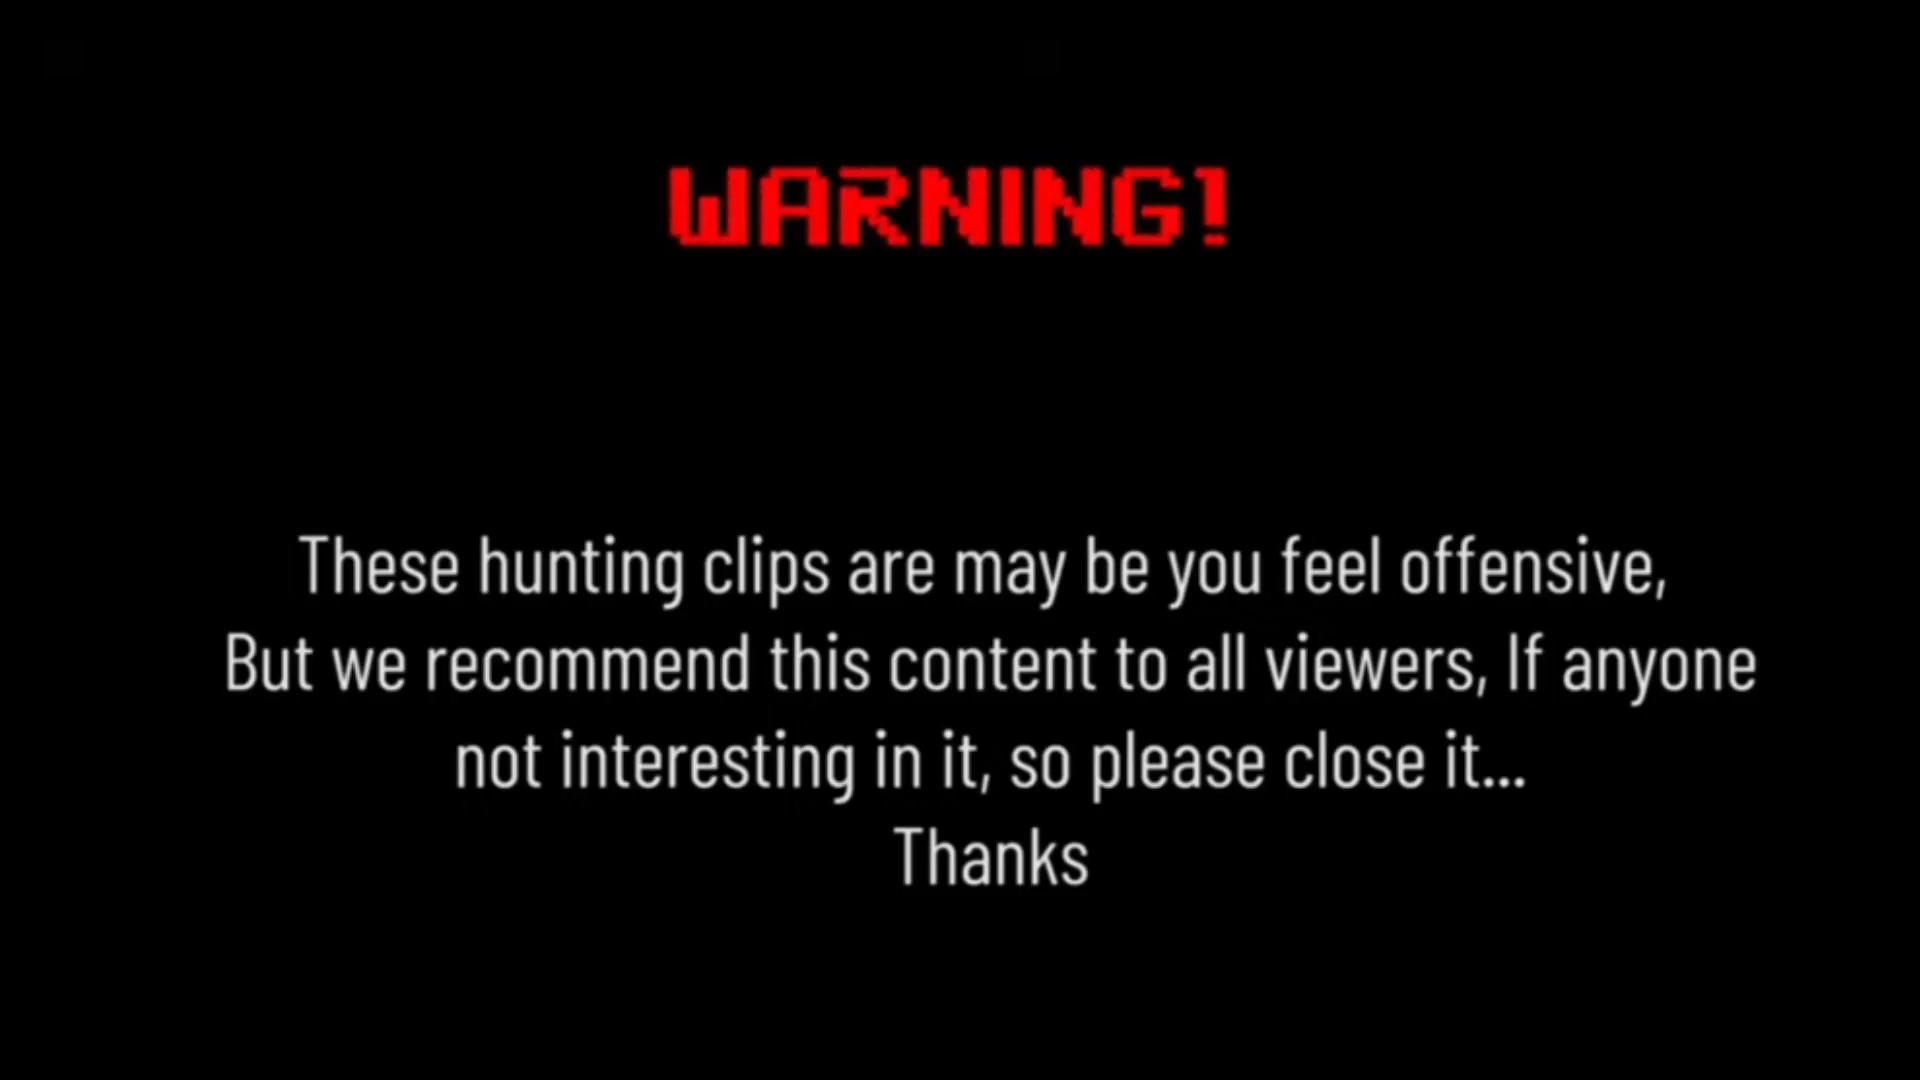 WARNING!
These hunting clips are may be you feel offensive,
But we recommend this content to all viewers, If anyone
not interesting in it, so please close it...
Thanks